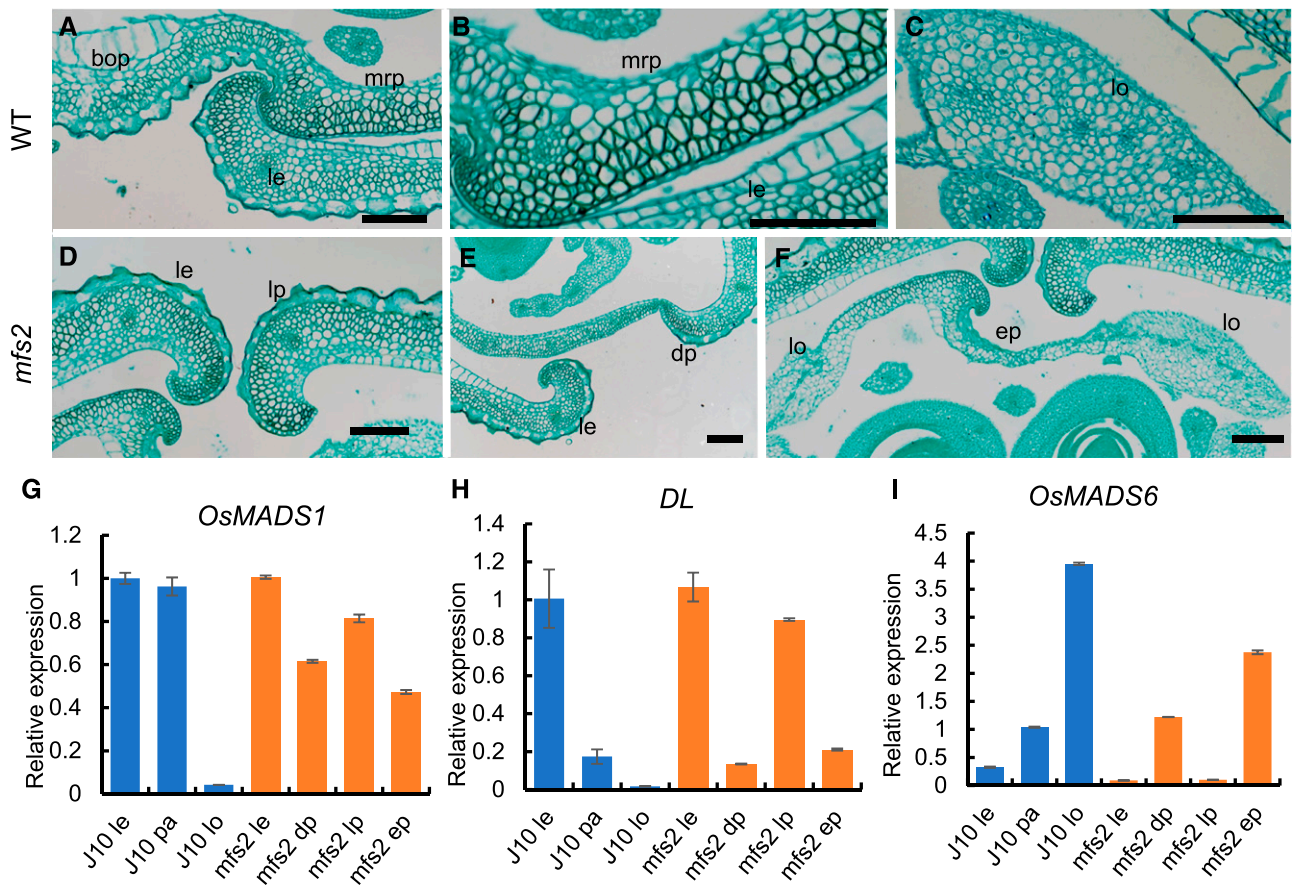 WT
A
bop
mrp
le
B
mrp
le
C
lo
mfs2
D
le
lp
E
dp
le
F
lo
ep
lo
G
OsMADS1
Relative expression
1.2
1
0.8
0.6
0.4
0.2
0
J10 le
J10 pa
J10 lo
mfs2 le
mfs2 dp
mfs2 lp
mfs2 ep
H
DL
Relative expression
1.4
1.2
1
0.8
0.6
0.4
0.2
0
J10 le
J10 pa
J10 lo
mfs2 le
mfs2 dp
mfs2 lp
mfs2 ep
I
OsMADS6
Relative expression
4.5
4
3.5
3
2.5
2
1.5
1
0.5
0
J10 le
J10 pa
J10 lo
mfs2 le
mfs2 dp
mfs2 lp
mfs2 ep